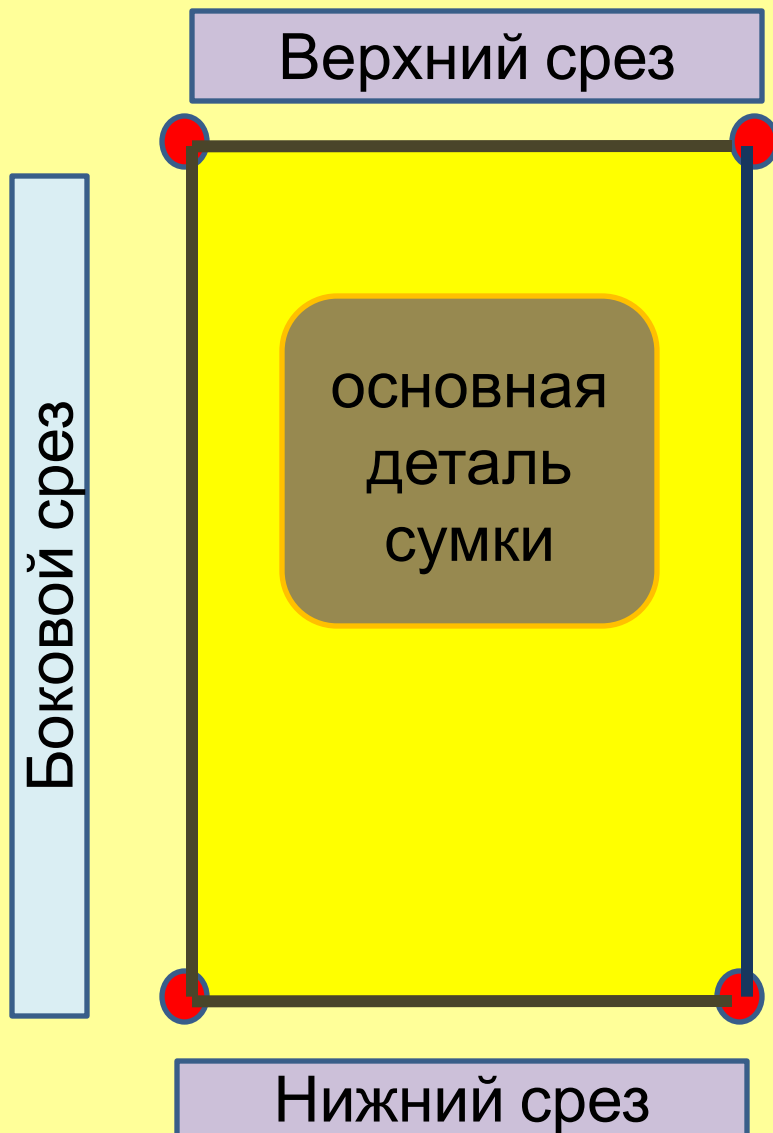 Верхний срез
Боковой срез
основная
деталь
сумки
Нижний срез